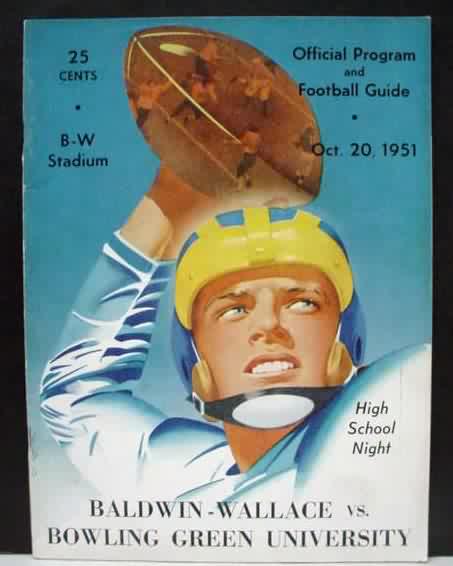 25
CENTS
•
B-W
Stadium
Official Program
and
Football Guide
•
Oct. 20, 1951
High
School
Night
BALDWIN-WALLACE vs.
BOWLING GREEN UNIVERSITY